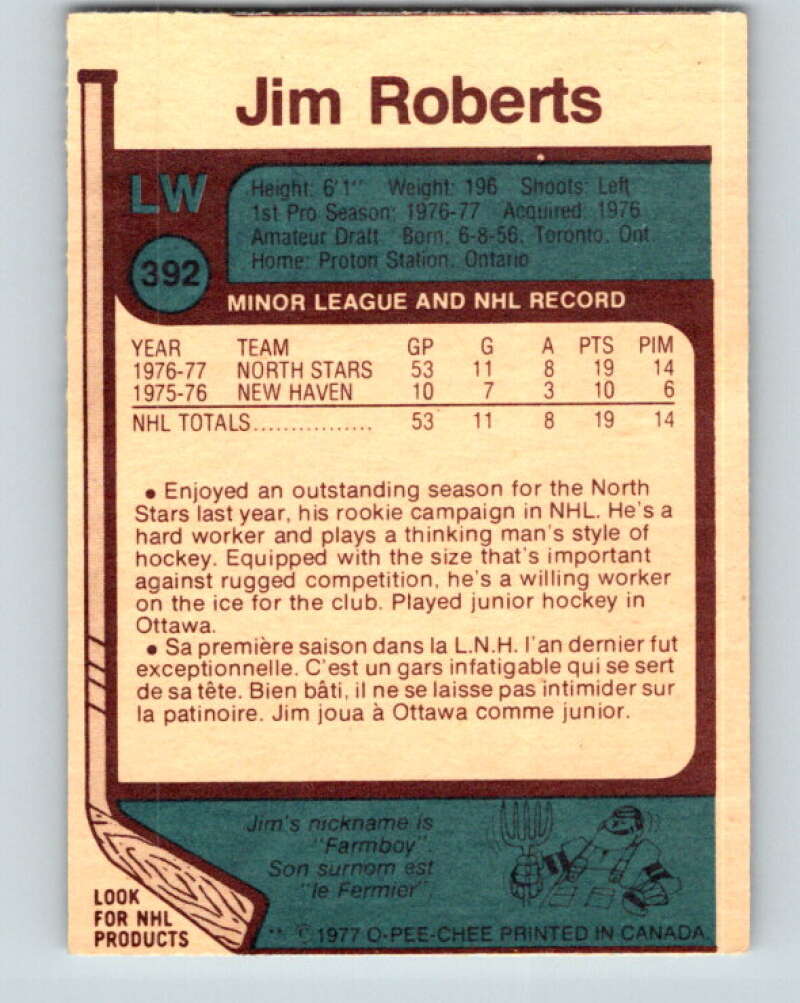 Jim Roberts
LW
Height: 6'1" Weight: 196 Shoots: Left
1st Pro Season: 1976-77 Acquired: 1976
Amateur Draft Born: 6-8-56, Toronto, Ont.
Home: Proton Station, Ontario
392
MINOR LEAGUE AND NHL RECORD
YEAR TEAM GP G A PTS PIM
1976-77 NORTH STARS 53 11 8 19 14
1975-76 NEW HAVEN 10 7 3 10 6
NHL TOTALS................ 53 11 8 19 14
• Enjoyed an outstanding season for the North
Stars last year, his rookie campaign in NHL. He's a
hard worker and plays a thinking man's style of
hockey. Equipped with the size that's important
against rugged competition, he's a willing worker
on the ice for the club. Played junior hockey in
Ottawa.
• Sa première saison dans la L.N.H. l'an dernier fut
exceptionnelle. C'est un gars infatigable qui se sert
de sa tête. Bien bâti, il ne se laisse pas intimider sur
la patinoire. Jim joua à Ottawa comme junior.
Jim's nickname is
"Farmboy"
Son surnom est
"le Fermier"
LOOK
FOR NHL
PRODUCTS
** © 1977 O-PEE-CHEE PRINTED IN CANADA